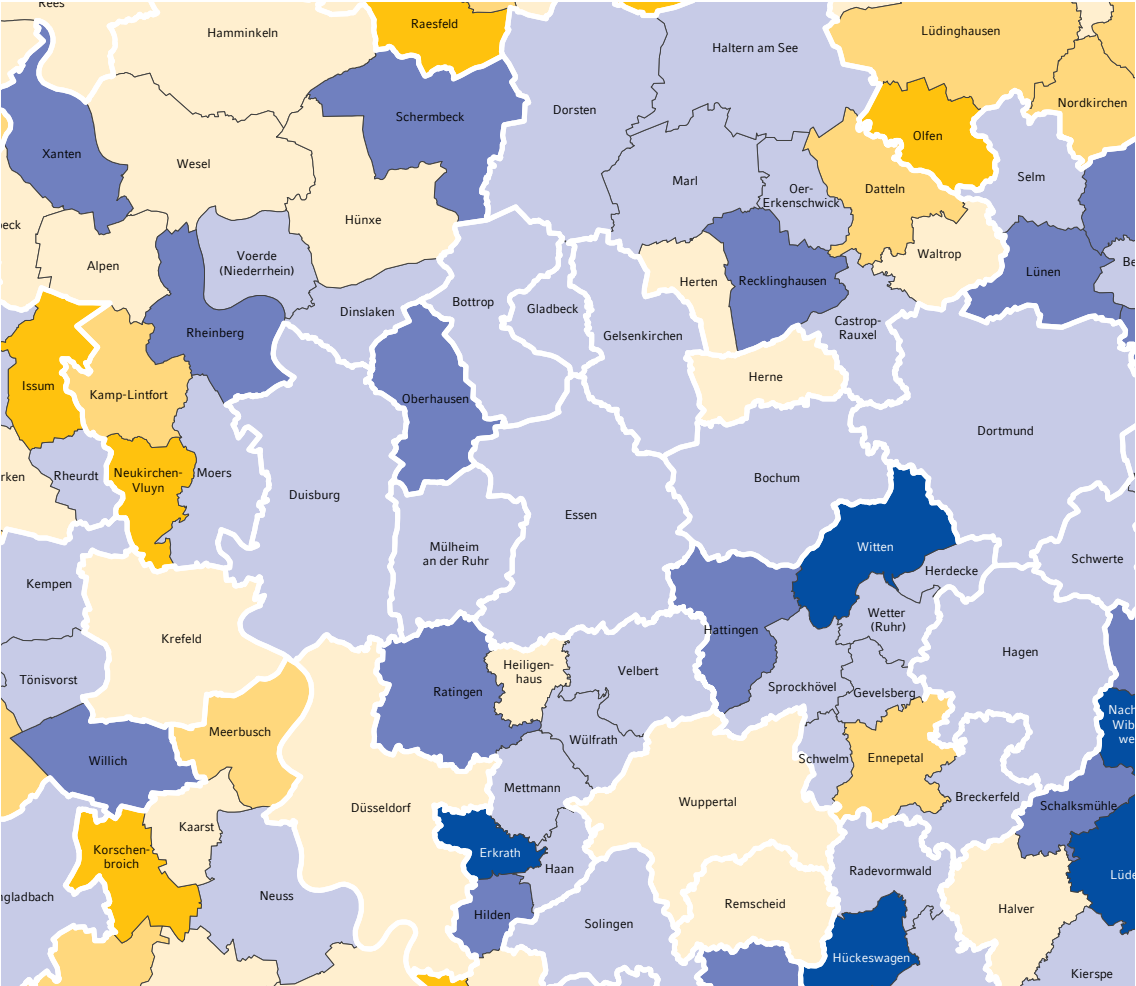 Rees
Hamminkeln
Raesfeld
Haltern am See
Lüdinghausen
Nordkirchen
Dorsten
Schermbeck
Olfen
Xanten
Wesel
Marl
Oer-
Erkenschwick
Datteln
Selm
Hünxe
eck
Alpen
Voerde
(Niederrhein)
Waltrop
Lünen
Be
Herten
Recklinghausen
Bottrop
Gladbeck
Dinslaken
Castrop-
Rauxel
Rheinberg
Gelsenkirchen
Issum
Kamp-Lintfort
Herne
Oberhausen
Dortmund
rken
Rheurdt
Neukirchen-
Vluyn
Moers
Duisburg
Bochum
Essen
Mülheim
an der Ruhr
Witten
Schwerte
Herdecke
Kempen
Wetter
(Ruhr)
Krefeld
Hattingen
Hagen
Tönisvorst
Heiligen-
haus
Velbert
Ratingen
Sprockhövel
Gevelsberg
Nach
Wib
we
Meerbusch
Wülfrath
Willich
Schwelm
Ennepetal
Mettmann
Breckerfeld
Wuppertal
Düsseldorf
Schalksmühle
Kaarst
Korschen-
broich
Erkrath
Haan
Radevormwald
Lüde
ngladbach
Neuss
Remscheid
Halver
Hilden
Solingen
Hückeswagen
Kierspe